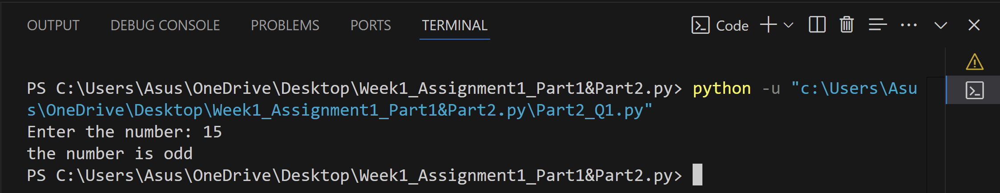 OUTPUT DEBUG CONSOLE PROBLEMS PORTS TERMINAL Code
PS C:\Users\Asus\OneDrive\Desktop\Week1_Assignment1_Part1&Part2.py> python -u "c:\Users\Asu
s\OneDrive\Desktop\Week1_Assignment1_Part1&Part2.py\Part2_Q1.py"
Enter the number: 15
the number is odd
PS C:\Users\Asus\OneDrive\Desktop\Week1_Assignment1_Part1&Part2.py>